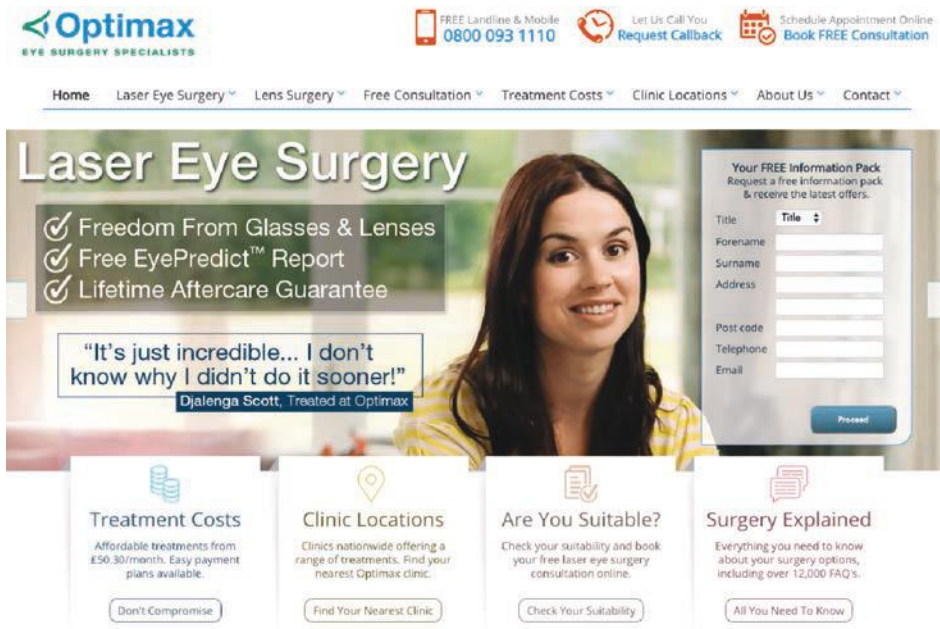 Optimax
EYE SURGERY SPECIALISTS
FREE Landline & Mobile
0800 093 1110
Let Us Call You
Request Callback
Schedule Appointment Online
Book FREE Consultation
Home Laser Eye Surgery Lens Surgery Free Consultation Treatment Costs Clinic Locations About Us Contact
Laser Eye Surgery
Freedom From Glasses & Lenses
Free EyePredict™ Report
Lifetime Aftercare Guarantee
"It's just incredible... I don't
know why I didn't do it sooner!"
Djalenga Scott, Treated at Optimax
Your FREE Information Pack
Request a free information pack
& receive the latest offers.
Title Title
Forename
Surname
Address
Post code
Telephone
Email
Proceed
Treatment Costs
Affordable treatments from
£50.30/month. Easy payment
plans available.
Don't Compromise
Clinic Locations
Clinics nationwide offering a
range of treatments. Find your
nearest Optimax clinic.
Find Your Nearest Clinic
Are You Suitable?
Check your suitability and book
your free laser eye surgery
consultation online.
Check Your Suitability
Surgery Explained
Everything you need to know
about your surgery options,
including over 12,000 FAQ's.
All You Need To Know